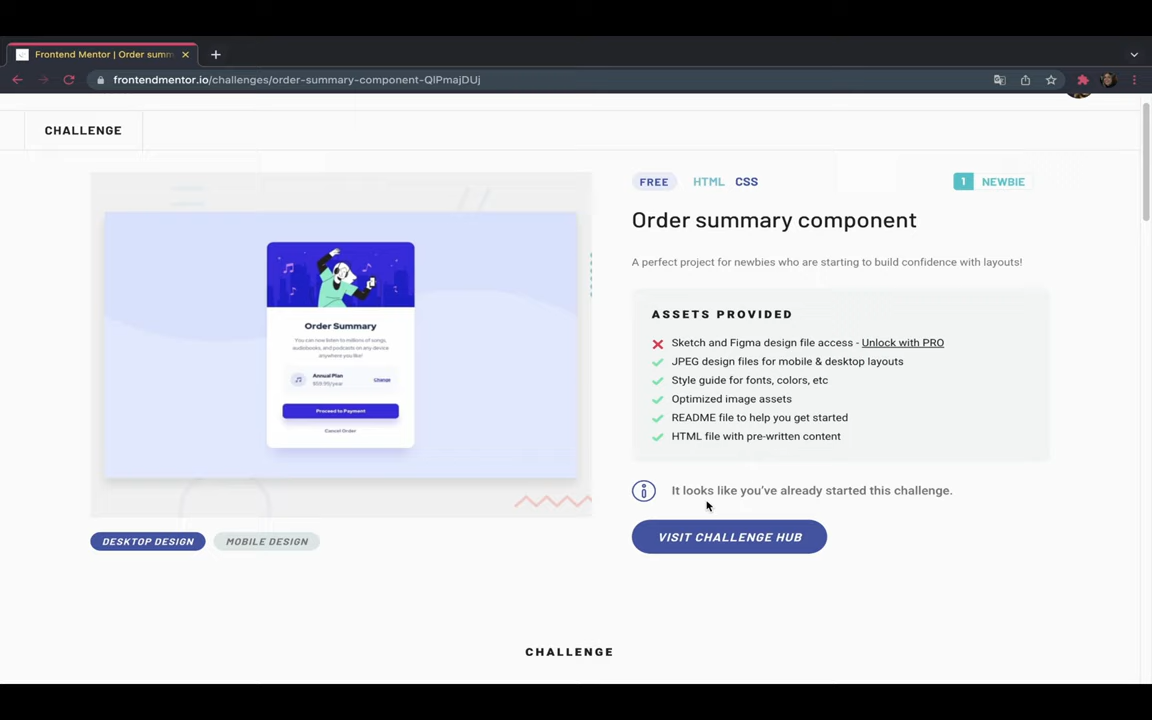 Frontend Mentor | Order summ
frontendmentor.io/challenges/order-summary-component-QlPmajDUj
CHALLENGE
FREE HTML CSS 1 NEWBIE
Order summary component
A perfect project for newbies who are starting to build confidence with layouts!
ASSETS PROVIDED
Sketch and Figma design file access - Unlock with PRO
JPEG design files for mobile & desktop layouts
Style guide for fonts, colors, etc
Optimized image assets
README file to help you get started
HTML file with pre-written content
It looks like you've already started this challenge.
VISIT CHALLENGE HUB
Order Summary
You can now listen to millions of songs,
audiobooks, and podcasts on any device
anywhere you like!
Annual Plan
$59.99/year
Change
Proceed to Payment
Cancel Order
DESKTOP DESIGN MOBILE DESIGN
CHALLENGE